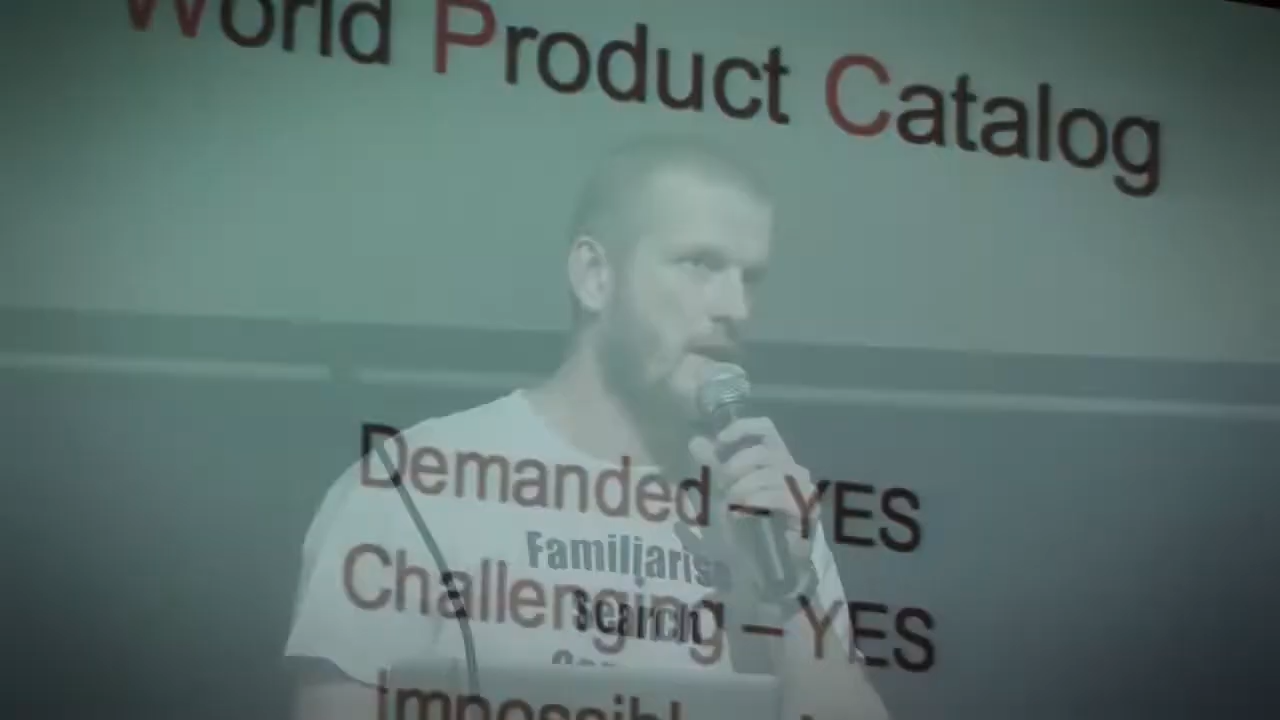 World Product Catalog
Demanded – YES
Familiarise
Challenging – YES
Search